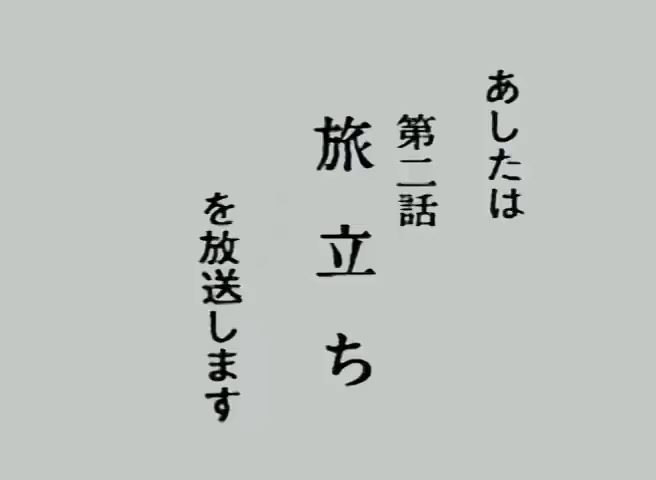 あしたは
第二話
旅立ち
を放送します